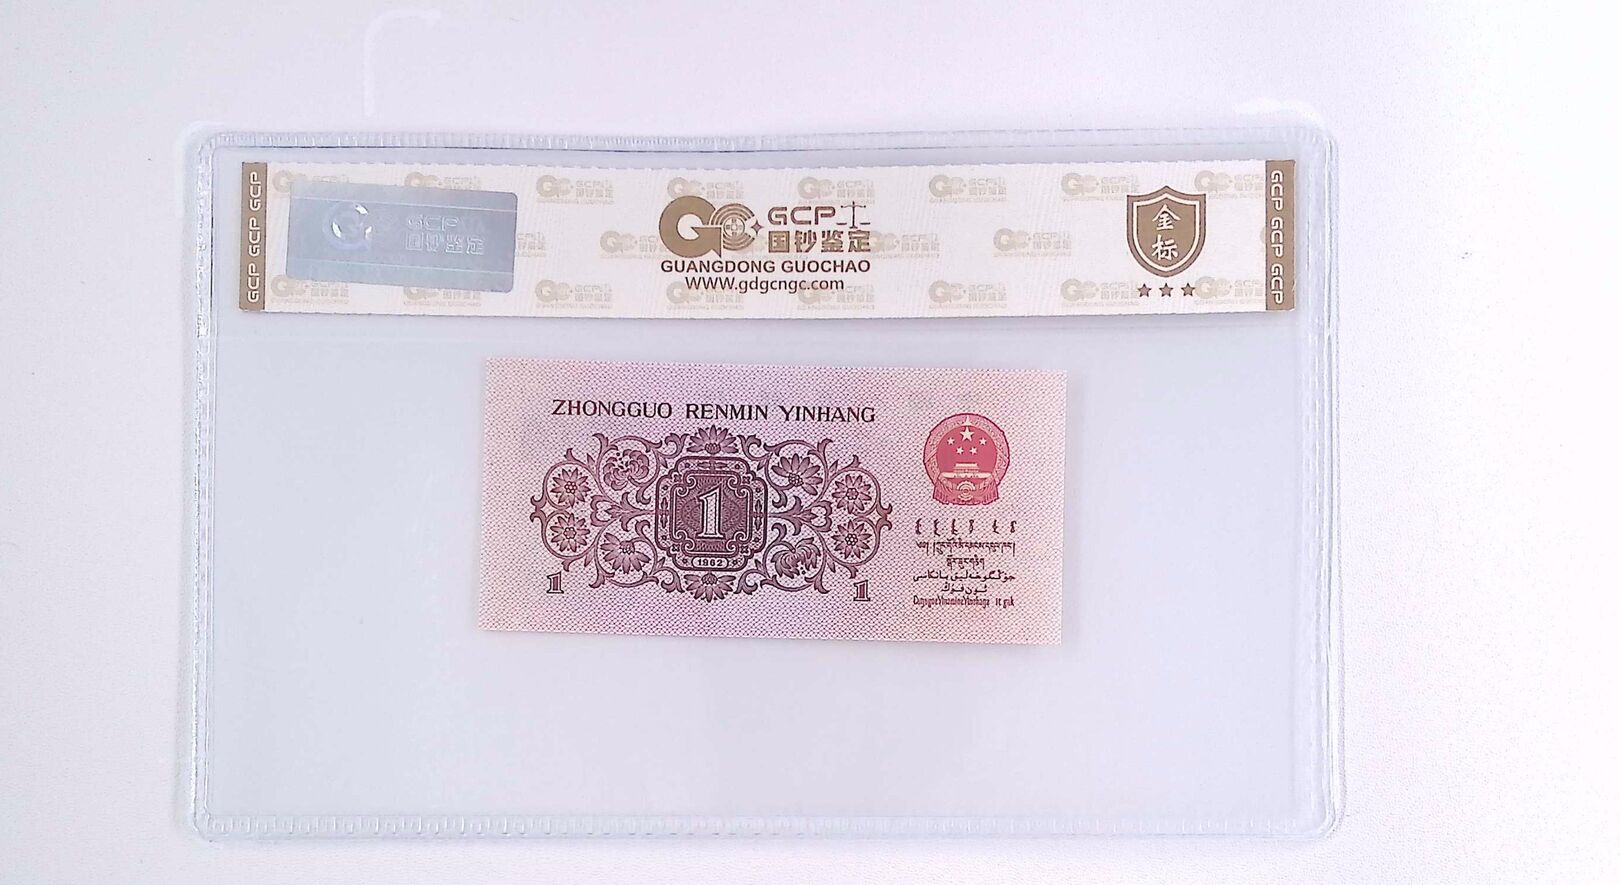 GCP GCP GCP
GCP
国钞鉴定
GCP
国钞鉴定
GUANGDONG GUOCHAO
WWW.gdgcngc.com
金
标
GCP GCP GCP
ZHONGGUO RENMIN YINHANG
1
(1962)
1
1